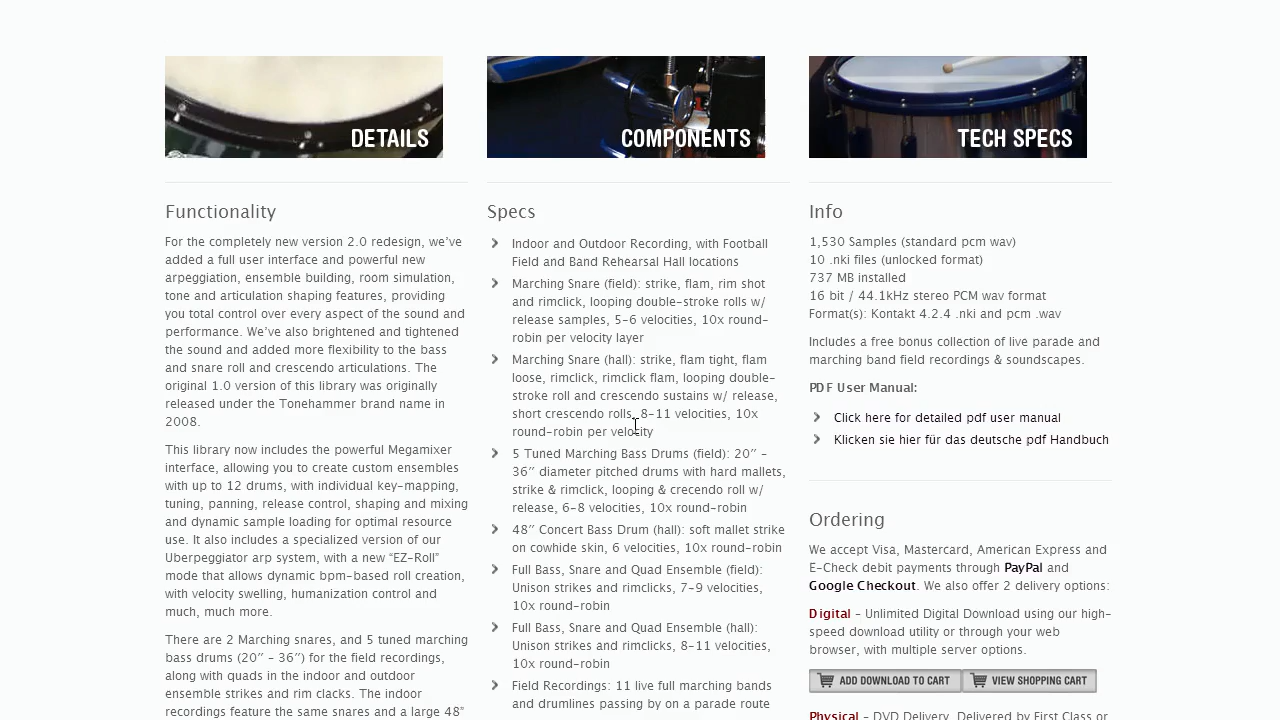 DETAILS
COMPONENTS
TECH SPECS
Functionality
For the completely new version 2.0 redesign, we’ve
added a full user interface and powerful new
arpeggiation, ensemble building, room simulation,
tone and articulation shaping features, providing
you total control over every aspect of the sound and
performance. We’ve also brightened and tightened
the sound and added more flexibility to the bass
and snare roll and crescendo articulations. The
original 1.0 version of this library was originally
released under the Tonehammer brand name in
2008.
This library now includes the powerful Megamixer
interface, allowing you to create custom ensembles
with up to 12 drums, with individual key-mapping,
tuning, panning, release control, shaping and mixing
and dynamic sample loading for optimal resource
use. It also includes a specialized version of our
Uberpeggiator arp system, with a new “EZ-Roll”
mode that allows dynamic bpm-based roll creation,
with velocity swelling, humanization control and
much, much more.
There are 2 Marching snares, and 5 tuned marching
bass drums (20″ – 36″) for the field recordings,
along with quads in the indoor and outdoor
ensemble strikes and rim clacks. The indoor
recordings feature the same snares and a large 48″
Specs
Indoor and Outdoor Recording, with Football
Field and Band Rehearsal Hall locations
Marching Snare (field): strike, flam, rim shot
and rimclick, looping double-stroke rolls w/
release samples, 5-6 velocities, 10x round-
robin per velocity layer
Marching Snare (hall): strike, flam tight, flam
loose, rimclick, rimclick flam, looping double-
stroke roll and crescendo sustains w/ release,
short crescendo rolls, 8-11 velocities, 10x
round-robin per velocity
5 Tuned Marching Bass Drums (field): 20″ –
36″ diameter pitched drums with hard mallets,
strike & rimclick, looping & crecendo roll w/
release, 6-8 velocities, 10x round-robin
48″ Concert Bass Drum (hall): soft mallet strike
on cowhide skin, 6 velocities, 10x round-robin
Full Bass, Snare and Quad Ensemble (field):
Unison strikes and rimclicks, 7-9 velocities,
10x round-robin
Full Bass, Snare and Quad Ensemble (hall):
Unison strikes and rimclicks, 8-11 velocities,
10x round-robin
Field Recordings: 11 live full marching bands
and drumlines passing by on a parade route
Info
1,530 Samples (standard pcm wav)
10 .nki files (unlocked format)
737 MB installed
16 bit / 44.1kHz stereo PCM wav format
Format(s): Kontakt 4.2.4 .nki and pcm .wav
Includes a free bonus collection of live parade and
marching band field recordings & soundscapes.
PDF User Manual:
Click here for detailed pdf user manual
Klicken sie hier für das deutsche pdf Handbuch
Ordering
We accept Visa, Mastercard, American Express and
E-Check debit payments through PayPal and
Google Checkout. We also offer 2 delivery options:
Digital – Unlimited Digital Download using our high-
speed download utility or through your web
browser, with multiple server options.
ADD DOWNLOAD TO CART
VIEW SHOPPING CART
Physical – DVD Delivery. Delivered by First Class or